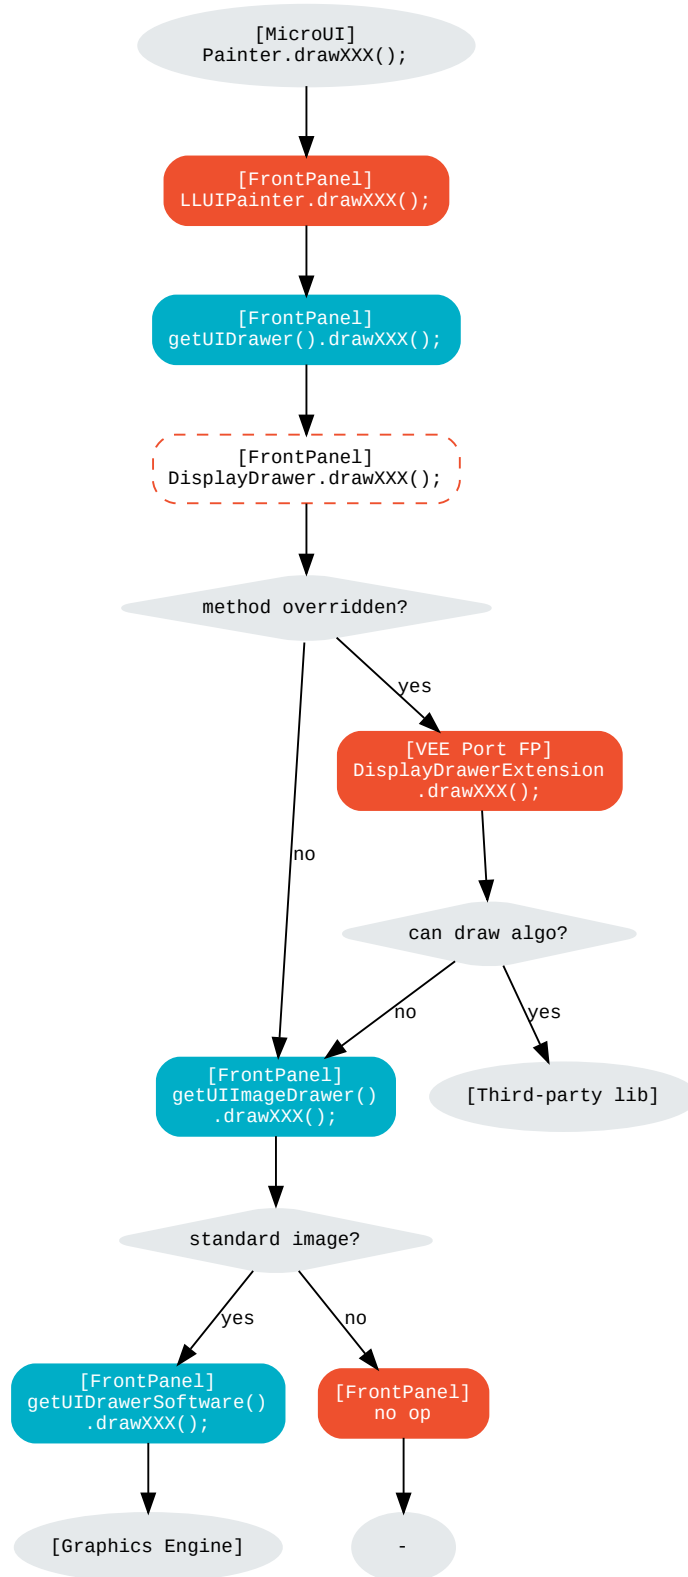 [MicroUI]
Painter.drawXXX();
[FrontPanel]
LLUIPainter.drawXXX();
[FrontPanel]
getUIDrawer().drawXXX();
[FrontPanel]
DisplayDrawer.drawXXX();
method overridden?
yes
[VEE Port FP]
DisplayDrawerExtension
.drawXXX();
no
can draw algo?
no
yes
[FrontPanel]
getUIImageDrawer()
.drawXXX();
[Third-party lib]
standard image?
yes
no
[FrontPanel]
getUIDrawerSoftware()
.drawXXX();
[FrontPanel]
no op
[Graphics Engine]
-